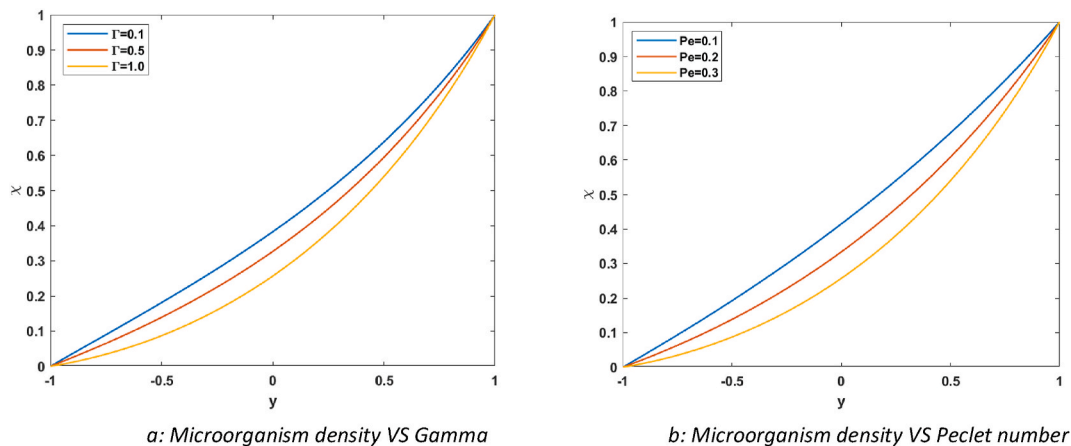 1
0.9
0.8
0.7
0.6
0.5
0.4
0.3
0.2
0.1
0
-1
-0.5
0
0.5
1
χ
y
Γ=0.1
Γ=0.5
Γ=1.0
a: Microorganism density VS Gamma
1
0.9
0.8
0.7
0.6
0.5
0.4
0.3
0.2
0.1
0
-1
-0.5
0
0.5
1
χ
y
Pe=0.1
Pe=0.2
Pe=0.3
b: Microorganism density VS Peclet number